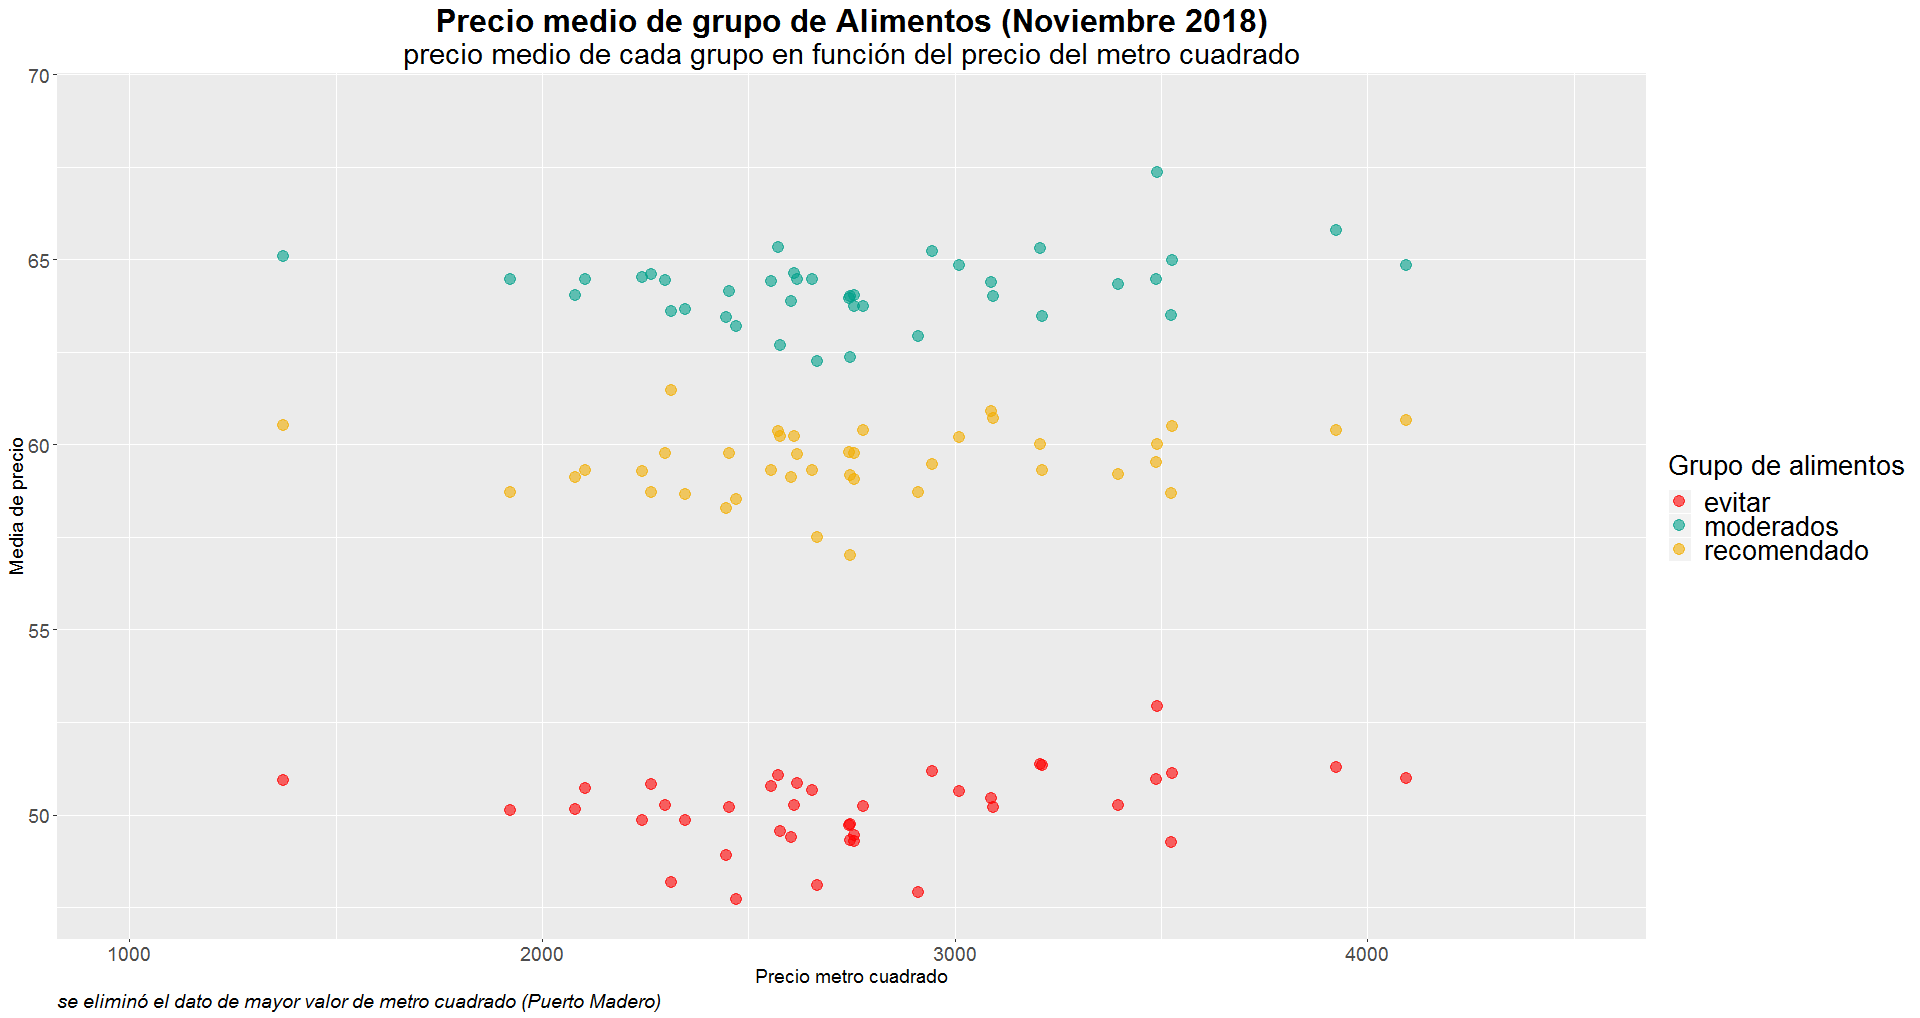 Precio medio de grupo de Alimentos (Noviembre 2018)
precio medio de cada grupo en función del precio del metro cuadrado
70
65
60
55
50
Media de precio
1000
2000
3000
4000
Precio metro cuadrado
Grupo de alimentos
evitar
moderados
recomendado
se eliminó el dato de mayor valor de metro cuadrado (Puerto Madero)